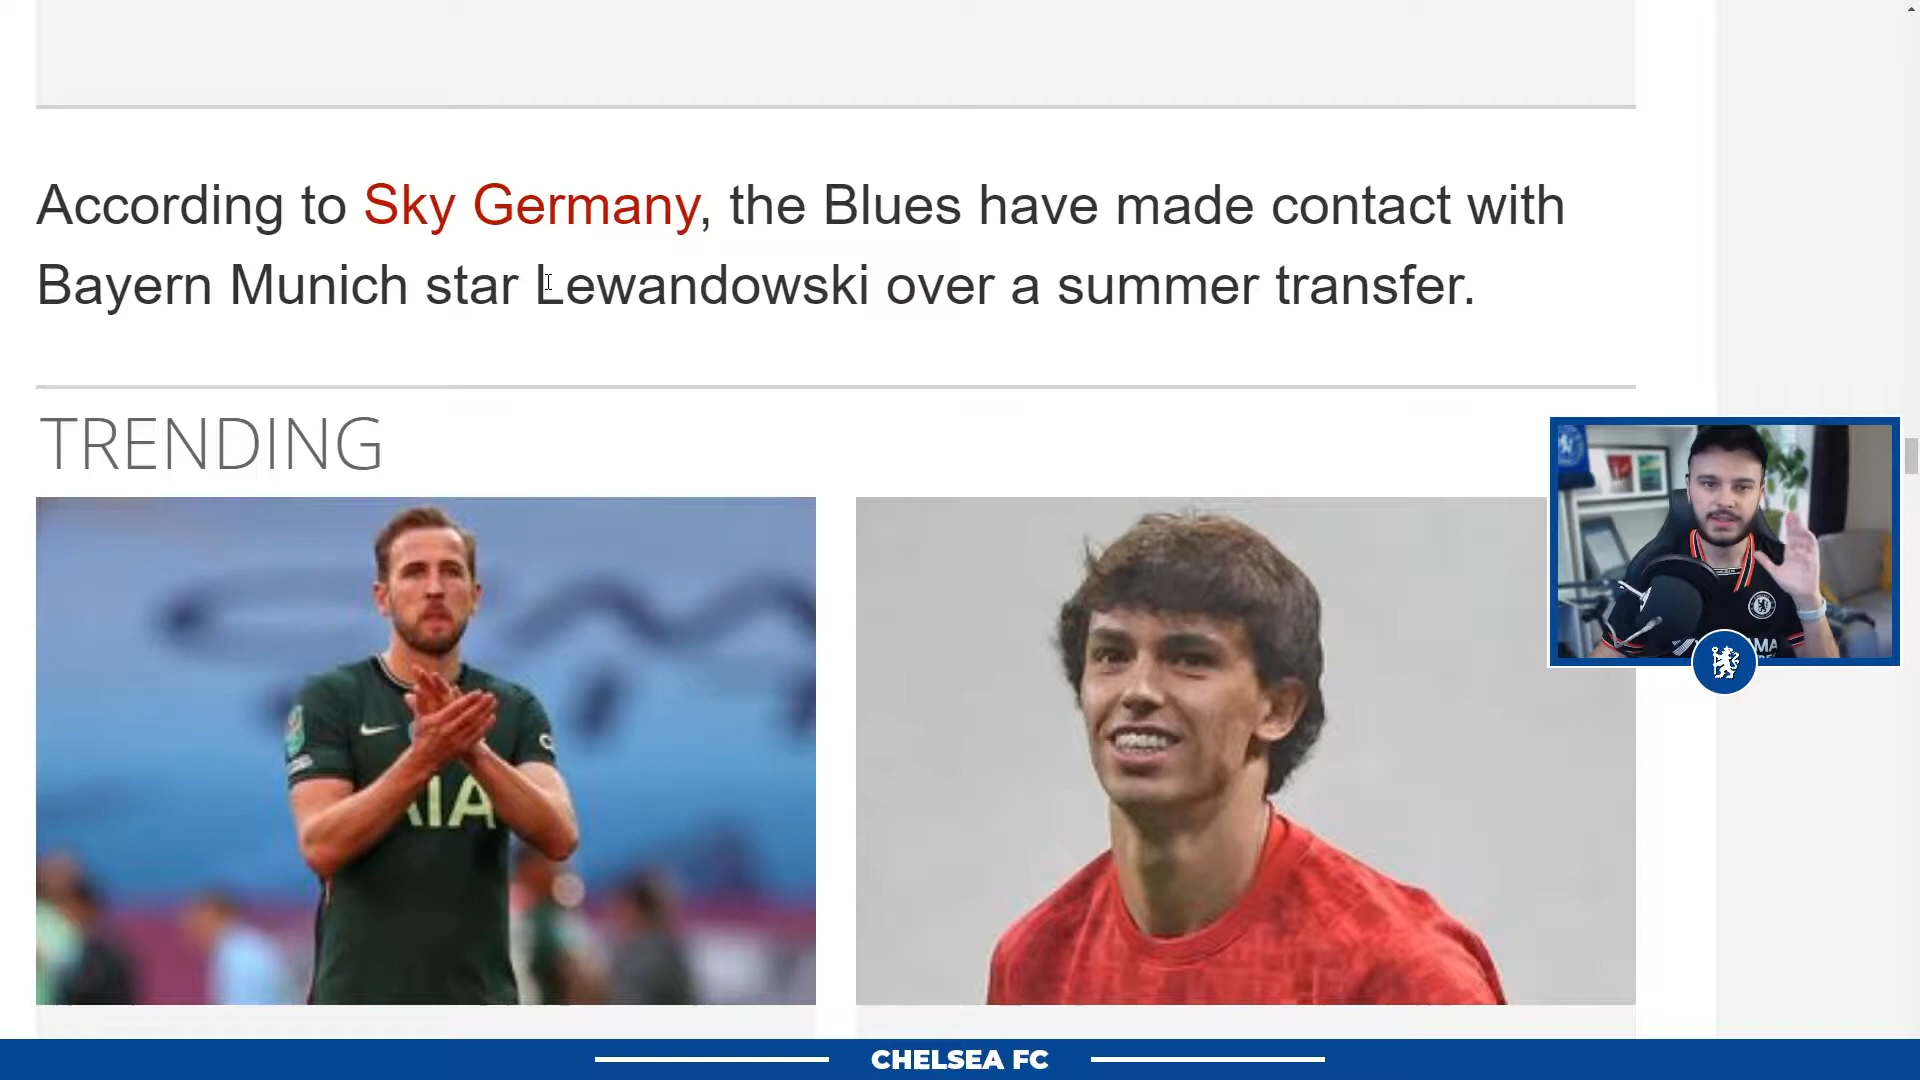 According to Sky Germany, the Blues have made contact with
Bayern Munich star Lewandowski over a summer transfer.
TRENDING
AIA
CHELSEA FC